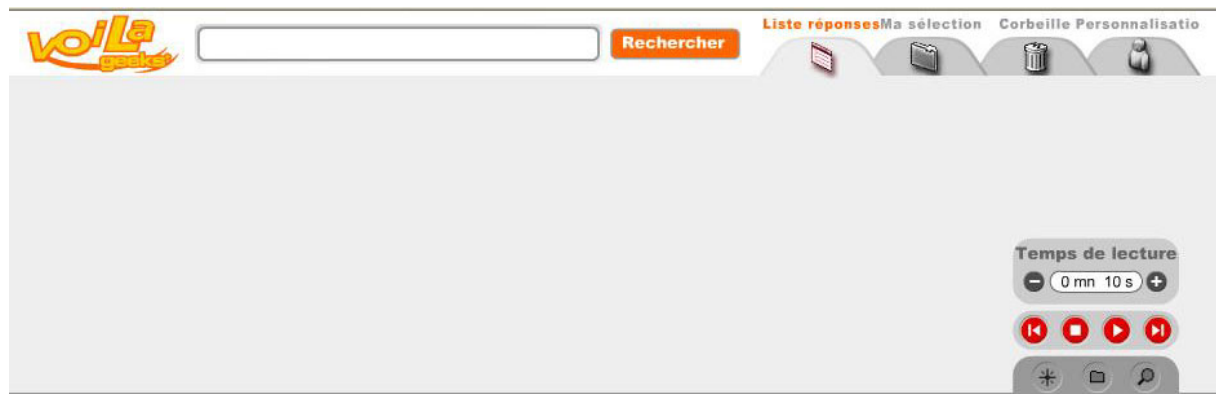 voila
geeks
Rechercher
Liste réponses
Ma sélection
Corbeille
Personnalisatio
Temps de lecture
0 mn 10 s